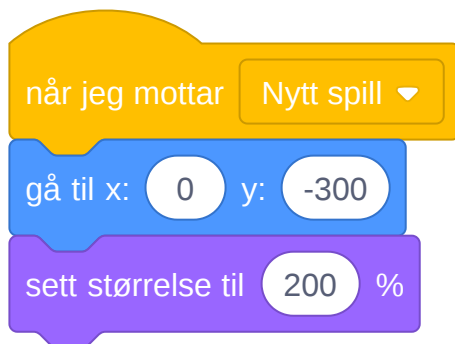 når jeg mottar Nytt spill
gå til x: 0 y: -300
sett størrelse til 200 %